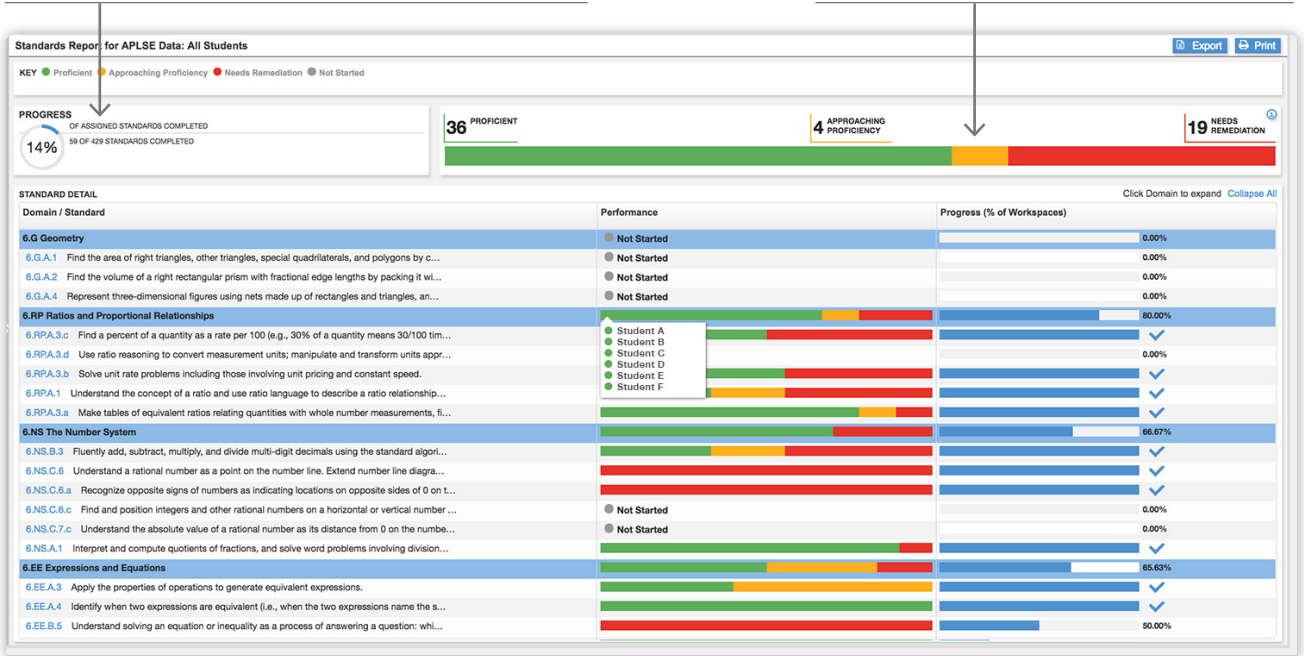 Standards Report for APLSE Data: All Students
Export
Print
KEY Proficient Approaching Proficiency Needs Remediation Not Started
PROGRESS
14%
OF ASSIGNED STANDARDS COMPLETED
59 OF 429 STANDARDS COMPLETED
36 PROFICIENT
4 APPROACHING PROFICIENCY
19 NEEDS REMEDIATION
STANDARD DETAIL
Click Domain to expand Collapse All
Domain / Standard Performance Progress (% of Workspaces)
6.G Geometry Not Started 0.00%
6.G.A.1 Find the area of right triangles, other triangles, special quadrilaterals, and polygons by c... Not Started 0.00%
6.G.A.2 Find the volume of a right rectangular prism with fractional edge lengths by packing it wi... Not Started 0.00%
6.G.A.4 Represent three-dimensional figures using nets made up of rectangles and triangles, an... Not Started 0.00%
6.RP Ratios and Proportional Relationships 80.00%
6.RP.A.3.c Find a percent of a quantity as a rate per 100 (e.g., 30% of a quantity means 30/100 tim...
6.RP.A.3.d Use ratio reasoning to convert measurement units; manipulate and transform units appr... 0.00%
6.RP.A.3.b Solve unit rate problems including those involving unit pricing and constant speed.
6.RP.A.1 Understand the concept of a ratio and use ratio language to describe a ratio relationship...
6.RP.A.3.a Make tables of equivalent ratios relating quantities with whole number measurements, fi...
Student A
Student B
Student C
Student D
Student E
Student F
6.NS The Number System 66.67%
6.NS.B.3 Fluently add, subtract, multiply, and divide multi-digit decimals using the standard algori...
6.NS.C.6 Understand a rational number as a point on the number line. Extend number line diagra...
6.NS.C.6.a Recognize opposite signs of numbers as indicating locations on opposite sides of 0 on t...
6.NS.C.6.c Find and position integers and other rational numbers on a horizontal or vertical number ... Not Started 0.00%
6.NS.C.7.c Understand the absolute value of a rational number as its distance from 0 on the numbe... Not Started 0.00%
6.NS.A.1 Interpret and compute quotients of fractions, and solve word problems involving division...
6.EE Expressions and Equations 65.63%
6.EE.A.3 Apply the properties of operations to generate equivalent expressions.
6.EE.A.4 Identify when two expressions are equivalent (i.e., when the two expressions name the s...
6.EE.B.5 Understand solving an equation or inequality as a process of answering a question: whi... 50.00%